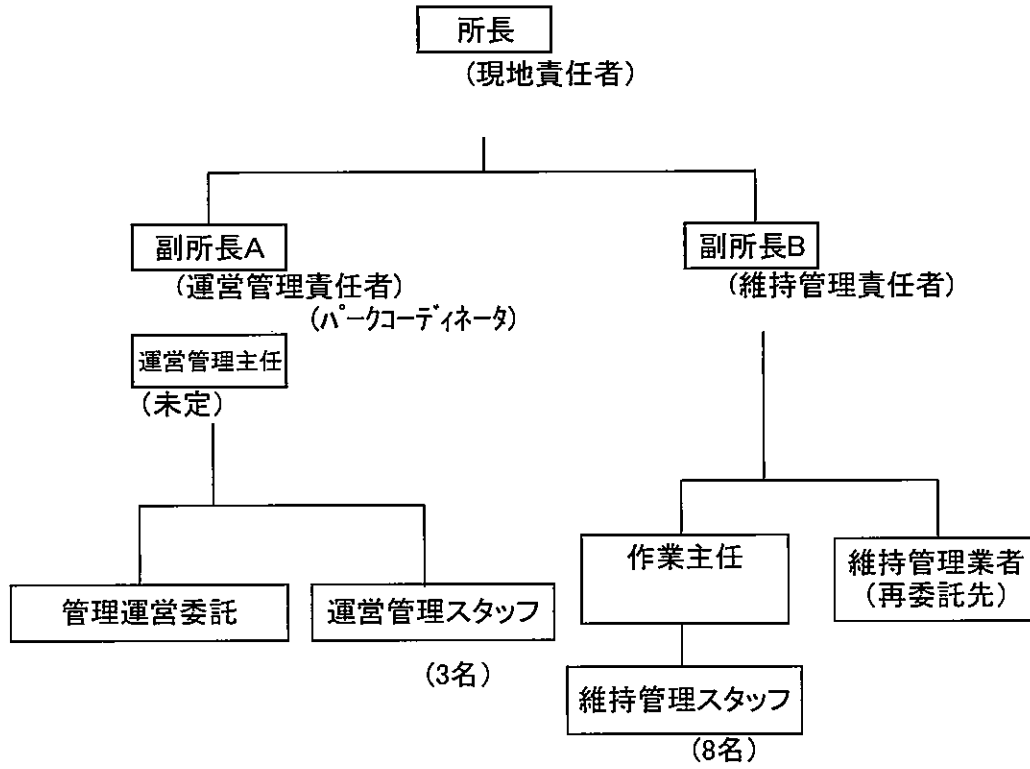 所長
(現地責任者)
副所長A
(運営管理責任者)
(パークコーディネータ)
運営管理主任
(未定)
管理運営委託
運営管理スタッフ
(3名)
副所長B
(維持管理責任者)
作業主任
維持管理スタッフ
(8名)
維持管理業者
(再委託先)